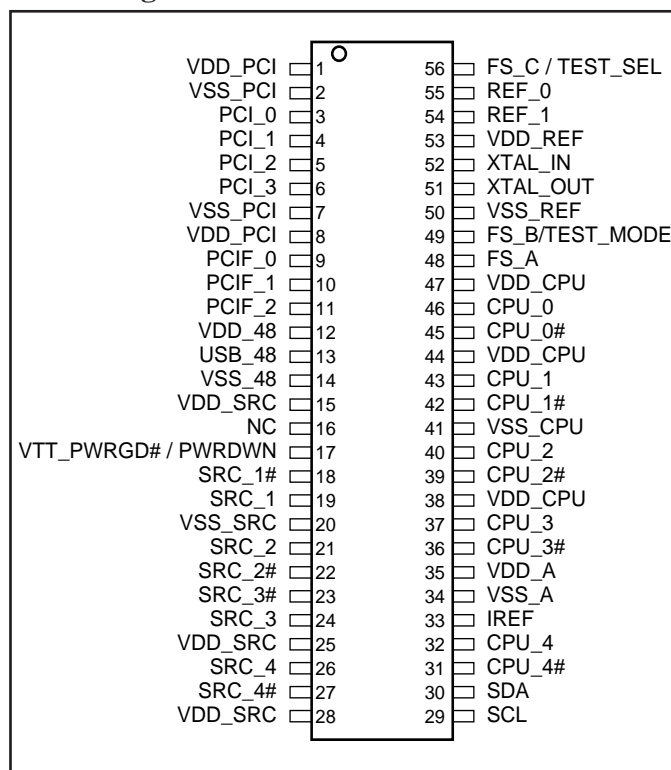 VDD_PCI 1 56 FS_C / TEST_SEL
VSS_PCI 2 55 REF_0
PCI_0 3 54 REF_1
PCI_1 4 53 VDD_REF
PCI_2 5 52 XTAL_IN
PCI_3 6 51 XTAL_OUT
VSS_PCI 7 50 VSS_REF
VDD_PCI 8 49 FS_B/TEST_MODE
PCIF_0 9 48 FS_A
PCIF_1 10 47 VDD_CPU
PCIF_2 11 46 CPU_0
VDD_48 12 45 CPU_0#
USB_48 13 44 VDD_CPU
VSS_48 14 43 CPU_1
VDD_SRC 15 42 CPU_1#
NC 16 41 VSS_CPU
VTT_PWRGD# / PWRDWN 17 40 CPU_2
SRC_1# 18 39 CPU_2#
SRC_1 19 38 VDD_CPU
VSS_SRC 20 37 CPU_3
SRC_2 21 36 CPU_3#
SRC_2# 22 35 VDD_A
SRC_3# 23 34 VSS_A
SRC_3 24 33 IREF
VDD_SRC 25 32 CPU_4
SRC_4 26 31 CPU_4#
SRC_4# 27 30 SDA
VDD_SRC 28 29 SCL